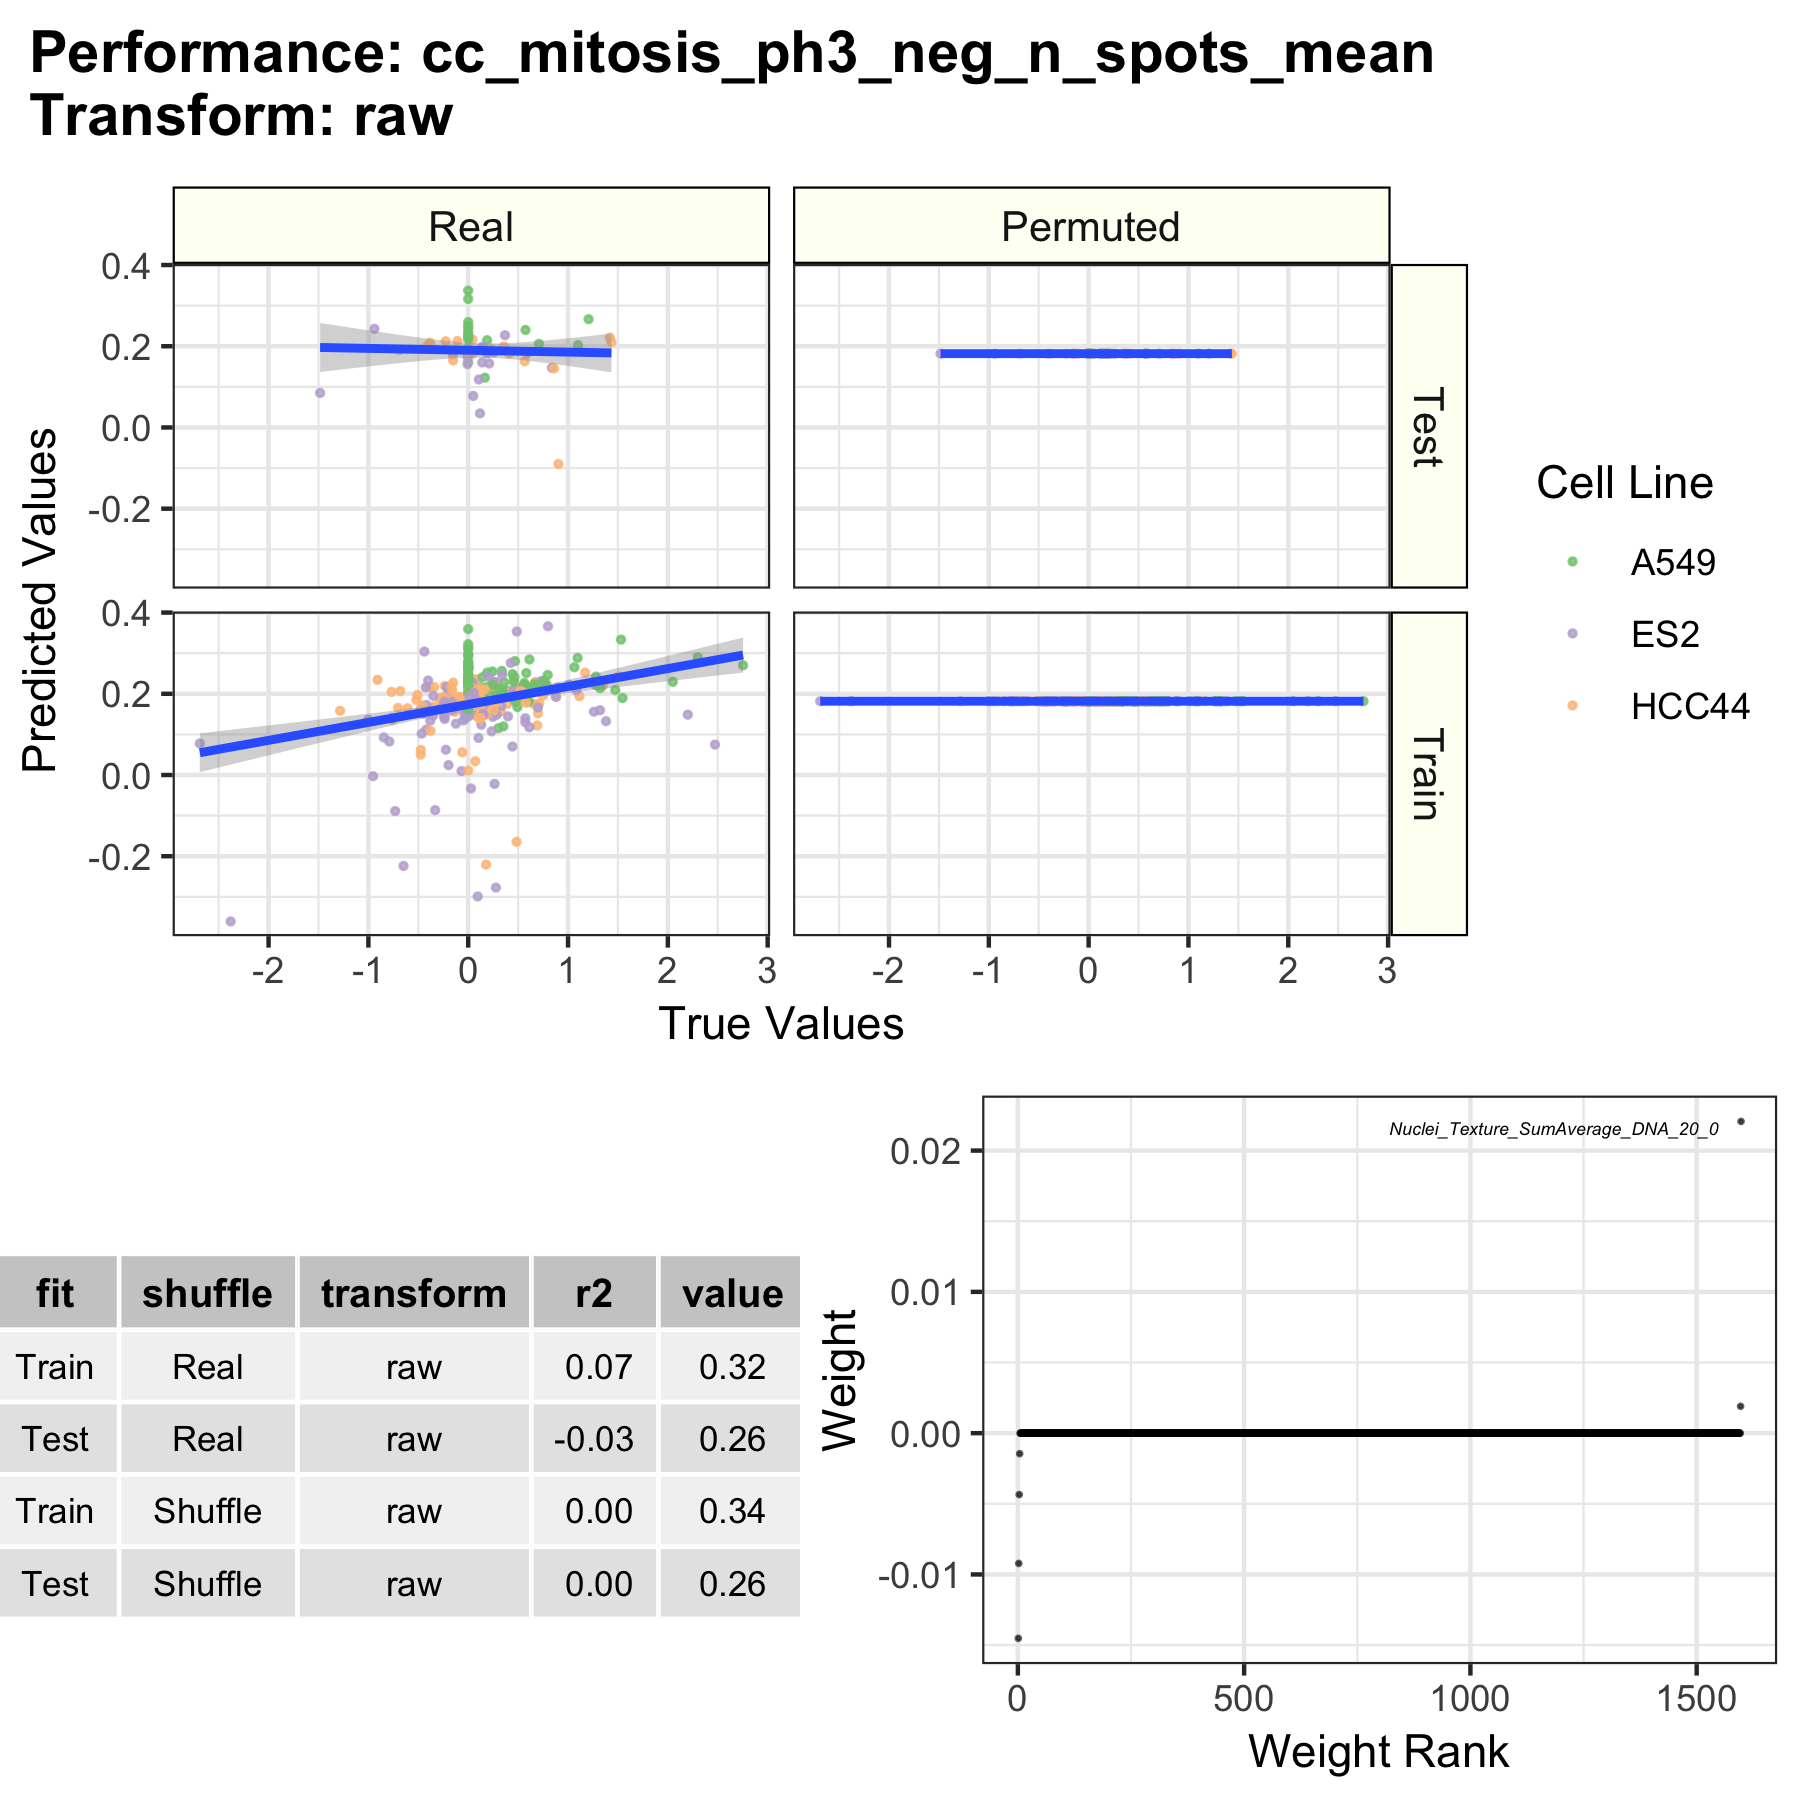 Performance: cc_mitosis_ph3_neg_n_spots_mean
Transform: raw
Real
Permuted
0.4
0.2
0.0
-0.2
Test
0.4
0.2
0.0
-0.2
Train
Predicted Values
-2 -1 0 1 2 3
-2 -1 0 1 2 3
True Values
Cell Line
A549
ES2
HCC44
fit shuffle transform r2 value
Train Real raw 0.07 0.32
Test Real raw -0.03 0.26
Train Shuffle raw 0.00 0.34
Test Shuffle raw 0.00 0.26
Nuclei_Texture_SumAverage_DNA_20_0
0.02
0.01
0.00
-0.01
Weight
0 500 1000 1500
Weight Rank